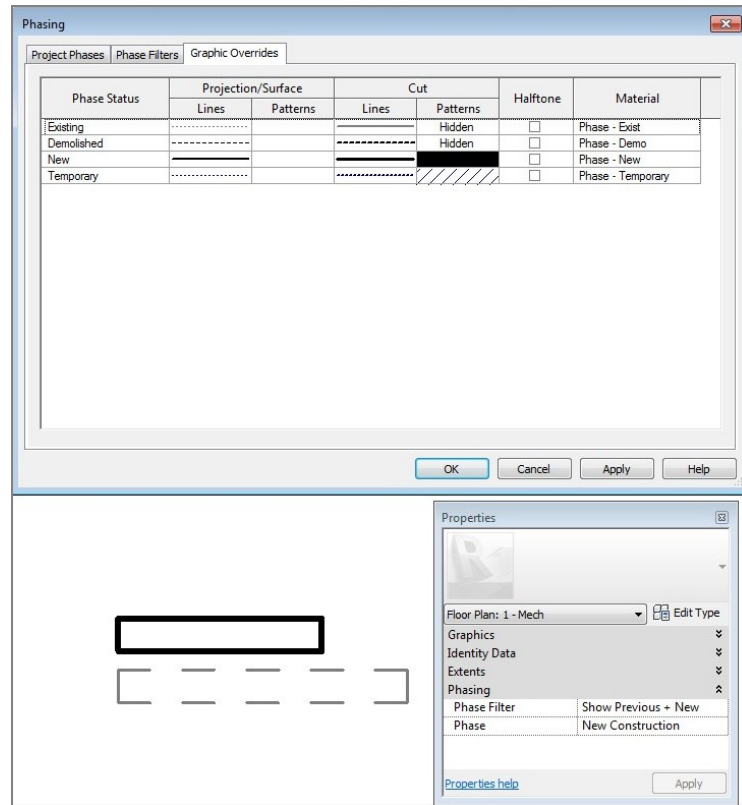 Phasing
Project Phases Phase Filters Graphic Overrides
Phase Status Projection/Surface Cut Halftone Material
Lines Patterns Lines Patterns
Existing Hidden Phase - Exist
Demolished Hidden Phase - Demo
New Phase - New
Temporary Phase - Temporary
OK Cancel Apply Help
Properties
R
Floor Plan: 1 - Mech Edit Type
Graphics
Identity Data
Extents
Phasing
Phase Filter Show Previous + New
Phase New Construction
Properties help Apply